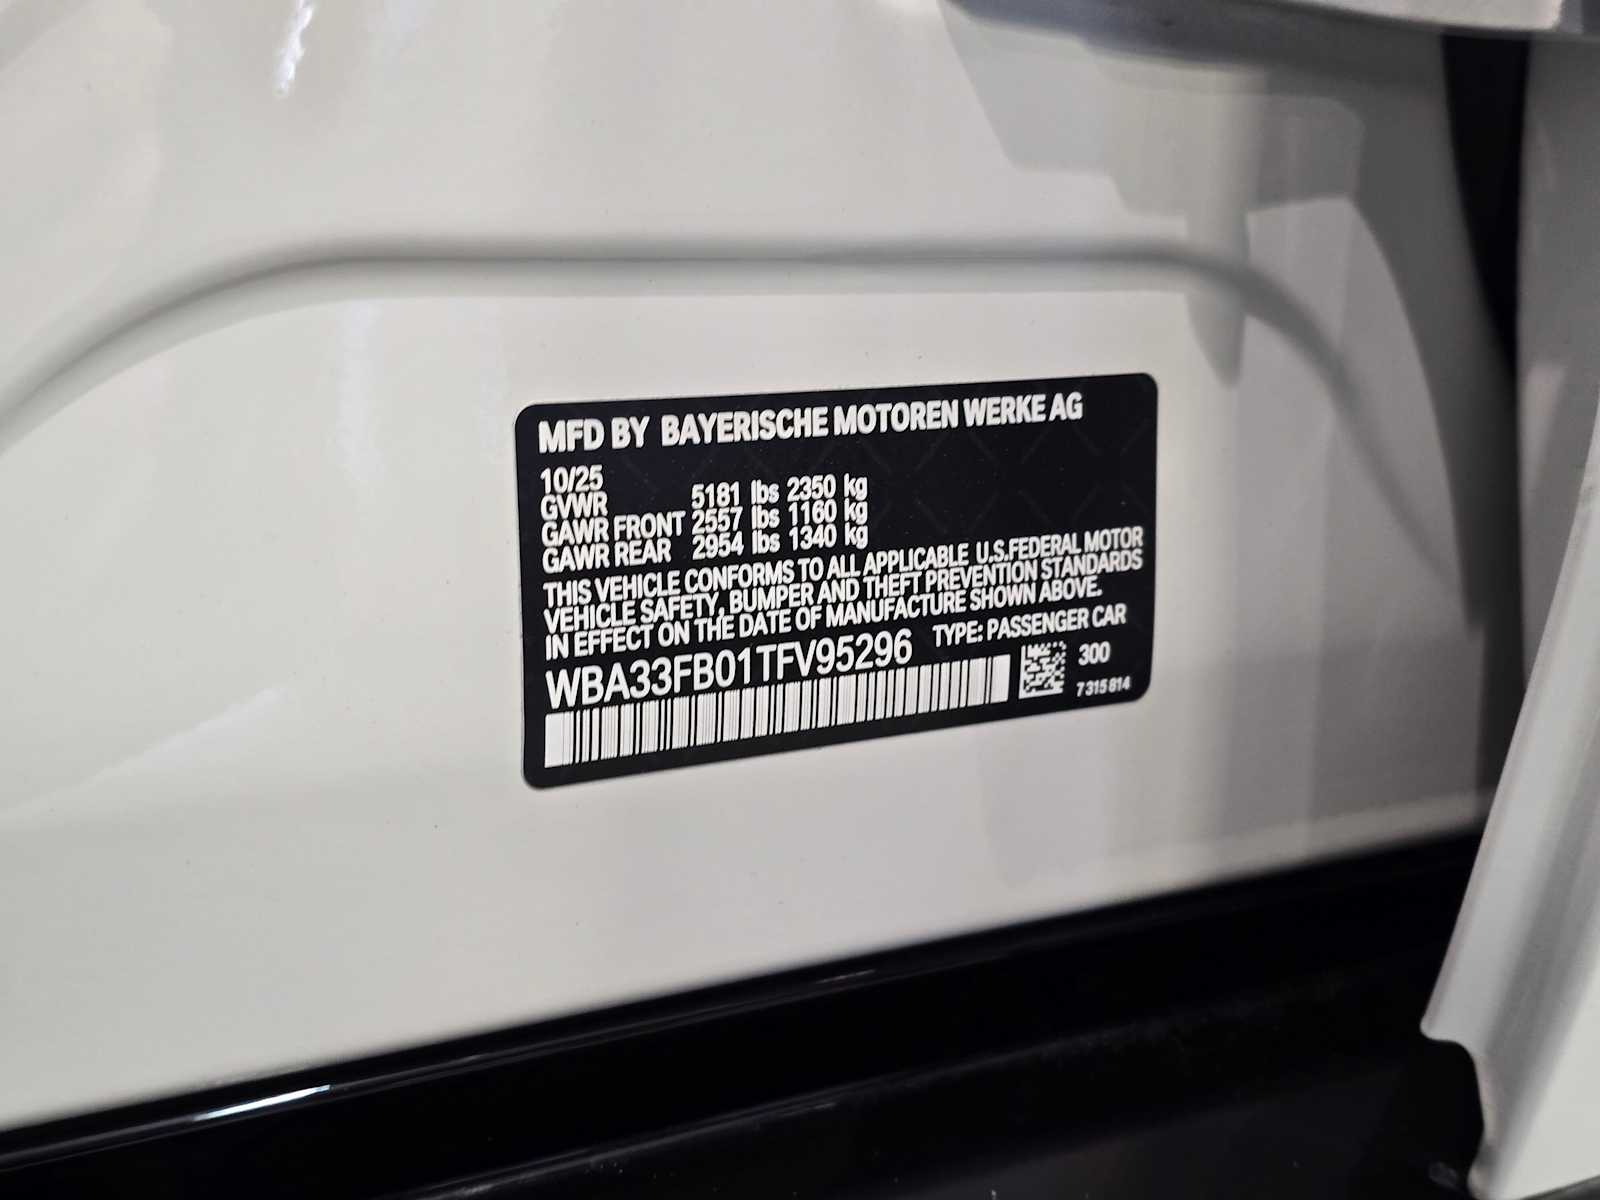 MFD BY BAYERISCHE MOTOREN WERKE AG
10/25
GVWR 5181 lbs 2350 kg
GAWR FRONT 2557 lbs 1160 kg
GAWR REAR 2954 lbs 1340 kg
THIS VEHICLE CONFORMS TO ALL APPLICABLE U.S.FEDERAL MOTOR
VEHICLE SAFETY, BUMPER AND THEFT PREVENTION STANDARDS
IN EFFECT ON THE DATE OF MANUFACTURE SHOWN ABOVE.
WBA33FB01TFV95296 TYPE: PASSENGER CAR
300
7 315 814